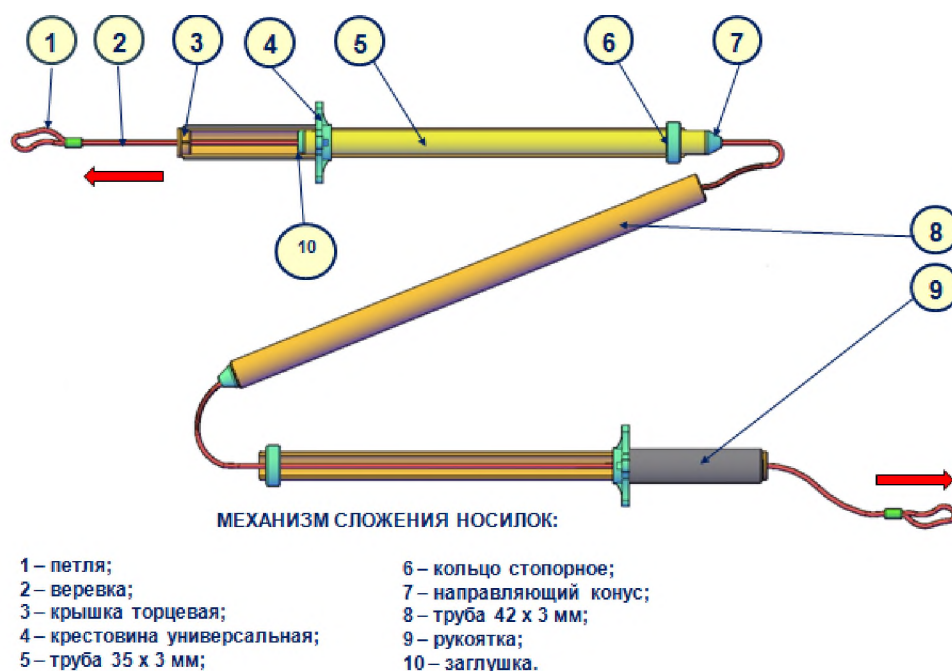 1 2 3 4 5 6 7
10
8
9
МЕХАНИЗМ СЛОЖЕНИЯ НОСИЛОК:
1 – петля;
2 – веревка;
3 – крышка торцевая;
4 – крестовина универсальная;
5 – труба 35 х 3 мм;
6 – кольцо стопорное;
7 – направляющий конус;
8 – труба 42 х 3 мм;
9 – рукоятка;
10 – заглушка.